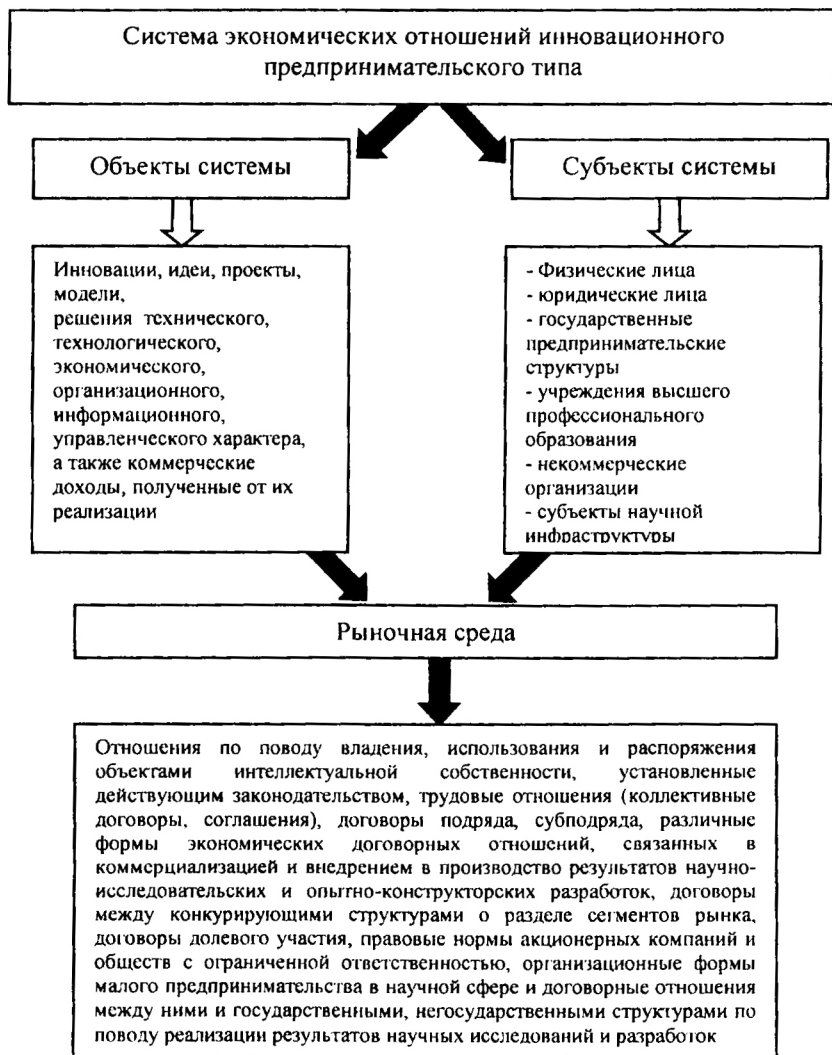 Система экономических отношений инновационного
предпринимательского типа
Объекты системы
Субъекты системы
Инновации, идеи, проекты,
модели,
решения технического,
технологического,
экономического,
организационного,
информационного,
управленческого характера,
а также коммерческие
доходы, полученные от их
реализации
- Физические лица
- юридические лица
- государственные
предпринимательские
структуры
- учреждения высшего
профессионального
образования
- некоммерческие
организации
- субъекты научной
инфраструктуры
Рыночная среда
Отношения по поводу владения, использования и распоряжения
объектами интеллектуальной собственности, установленные
действующим законодательством, трудовые отношения (коллективные
договоры, соглашения), договоры подряда, субподряда, различные
формы экономических договорных отношений, связанных в
коммерциализацией и внедрением в производство результатов научно-
исследовательских и опытно-конструкторских разработок, договоры
между конкурирующими структурами о разделе сегментов рынка,
договоры долевого участия, правовые нормы акционерных компаний и
обществ с ограниченной ответственностью, организационные формы
малого предпринимательства в научной сфере и договорные отношения
между ними и государственными, негосударственными структурами по
поводу реализации результатов научных исследований и разработок